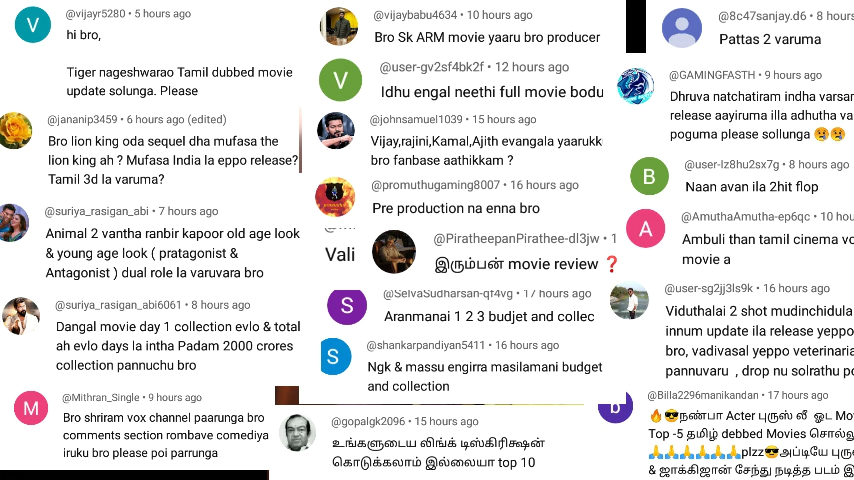 V
@vijayr5280 • 5 hours ago
hi bro,
Tiger nageshwarao Tamil dubbed movie
update solunga. Please
@jananip3459 • 6 hours ago (edited)
Bro lion king oda sequel dha mufasa the
lion king ah ? Mufasa India la eppo release?
Tamil 3d la varuma?
@suriya_rasigan_abi • 7 hours ago
Animal 2 vantha ranbir kapoor old age look
& young age look ( pratagonist &
Antagonist ) dual role la varuvara bro
@suriya_rasigan_abi6061 • 8 hours ago
Dangal movie day 1 collection evlo & total
ah evlo days la intha Padam 2000 crores
collection pannuchu bro
M
@Mithran_Single • 9 hours ago
Bro shriram vox channel paarunga bro
comments section rombave comediya
iruku bro please poi parrunga
@vijaybabu4634 • 10 hours ago
Bro Sk ARM movie yaaru bro producer
V
@user-gv2sf4bk2f • 12 hours ago
Idhu engal neethi full movie bodu
@johnsamuel1039 • 15 hours ago
Vijay,rajini,Kamal,Ajith evangala yaarukk
bro fanbase aathikkam ?
@promuthugaming8007 • 16 hours ago
Pre production na enna bro
Vali
@PiratheepanPirathee-dl3jw • 1
இரும்பன் movie review ❓
S
@SelvaSudharsan-qf4vg • 17 hours ago
Aranmanai 1 2 3 budjet and collec
S
@shankarpandiyan5411 • 16 hours ago
Ngk & massu engirra masilamani budget
and collection
@gopalgk2096 • 15 hours ago
உங்களுடைய லிங்க் டிஸ்கிரிக்ஷன்
கொடுக்கலாம் இல்லையா top 10
@8c47sanjay.d6 • 8 hours
Pattas 2 varuma
@GAMINGFASTH • 9 hours ago
Dhruva natchatiram indha varsar
release aayiruma illa adhutha va
poguma please sollunga 😢😢
B
@user-lz8hu2sx7g • 8 hours ago
Naan avan ila 2hit flop
A
@AmuthaAmutha-ep6qc • 10 hou
Ambuli than tamil cinema vo
movie a
@user-sg2jj3ls9k • 16 hours ago
Viduthalai 2 shot mudinchidula
innum update ila release yeppo
bro, vadivasal yeppo veterinaria
pannuvaru , drop nu solrathu po
b
@Billa2296manikandan • 17 hours ago
🔥😎நண்பா Acter புருஸ் லீ ஓட Mo
Top -5 தமிழ் debbed Movies சொல்லு
🙏🙏🙏🙏🙏🙏plzz😎அப்டியே புரு
& ஜாக்கிஜான் சேந்து நடித்த படம் இ